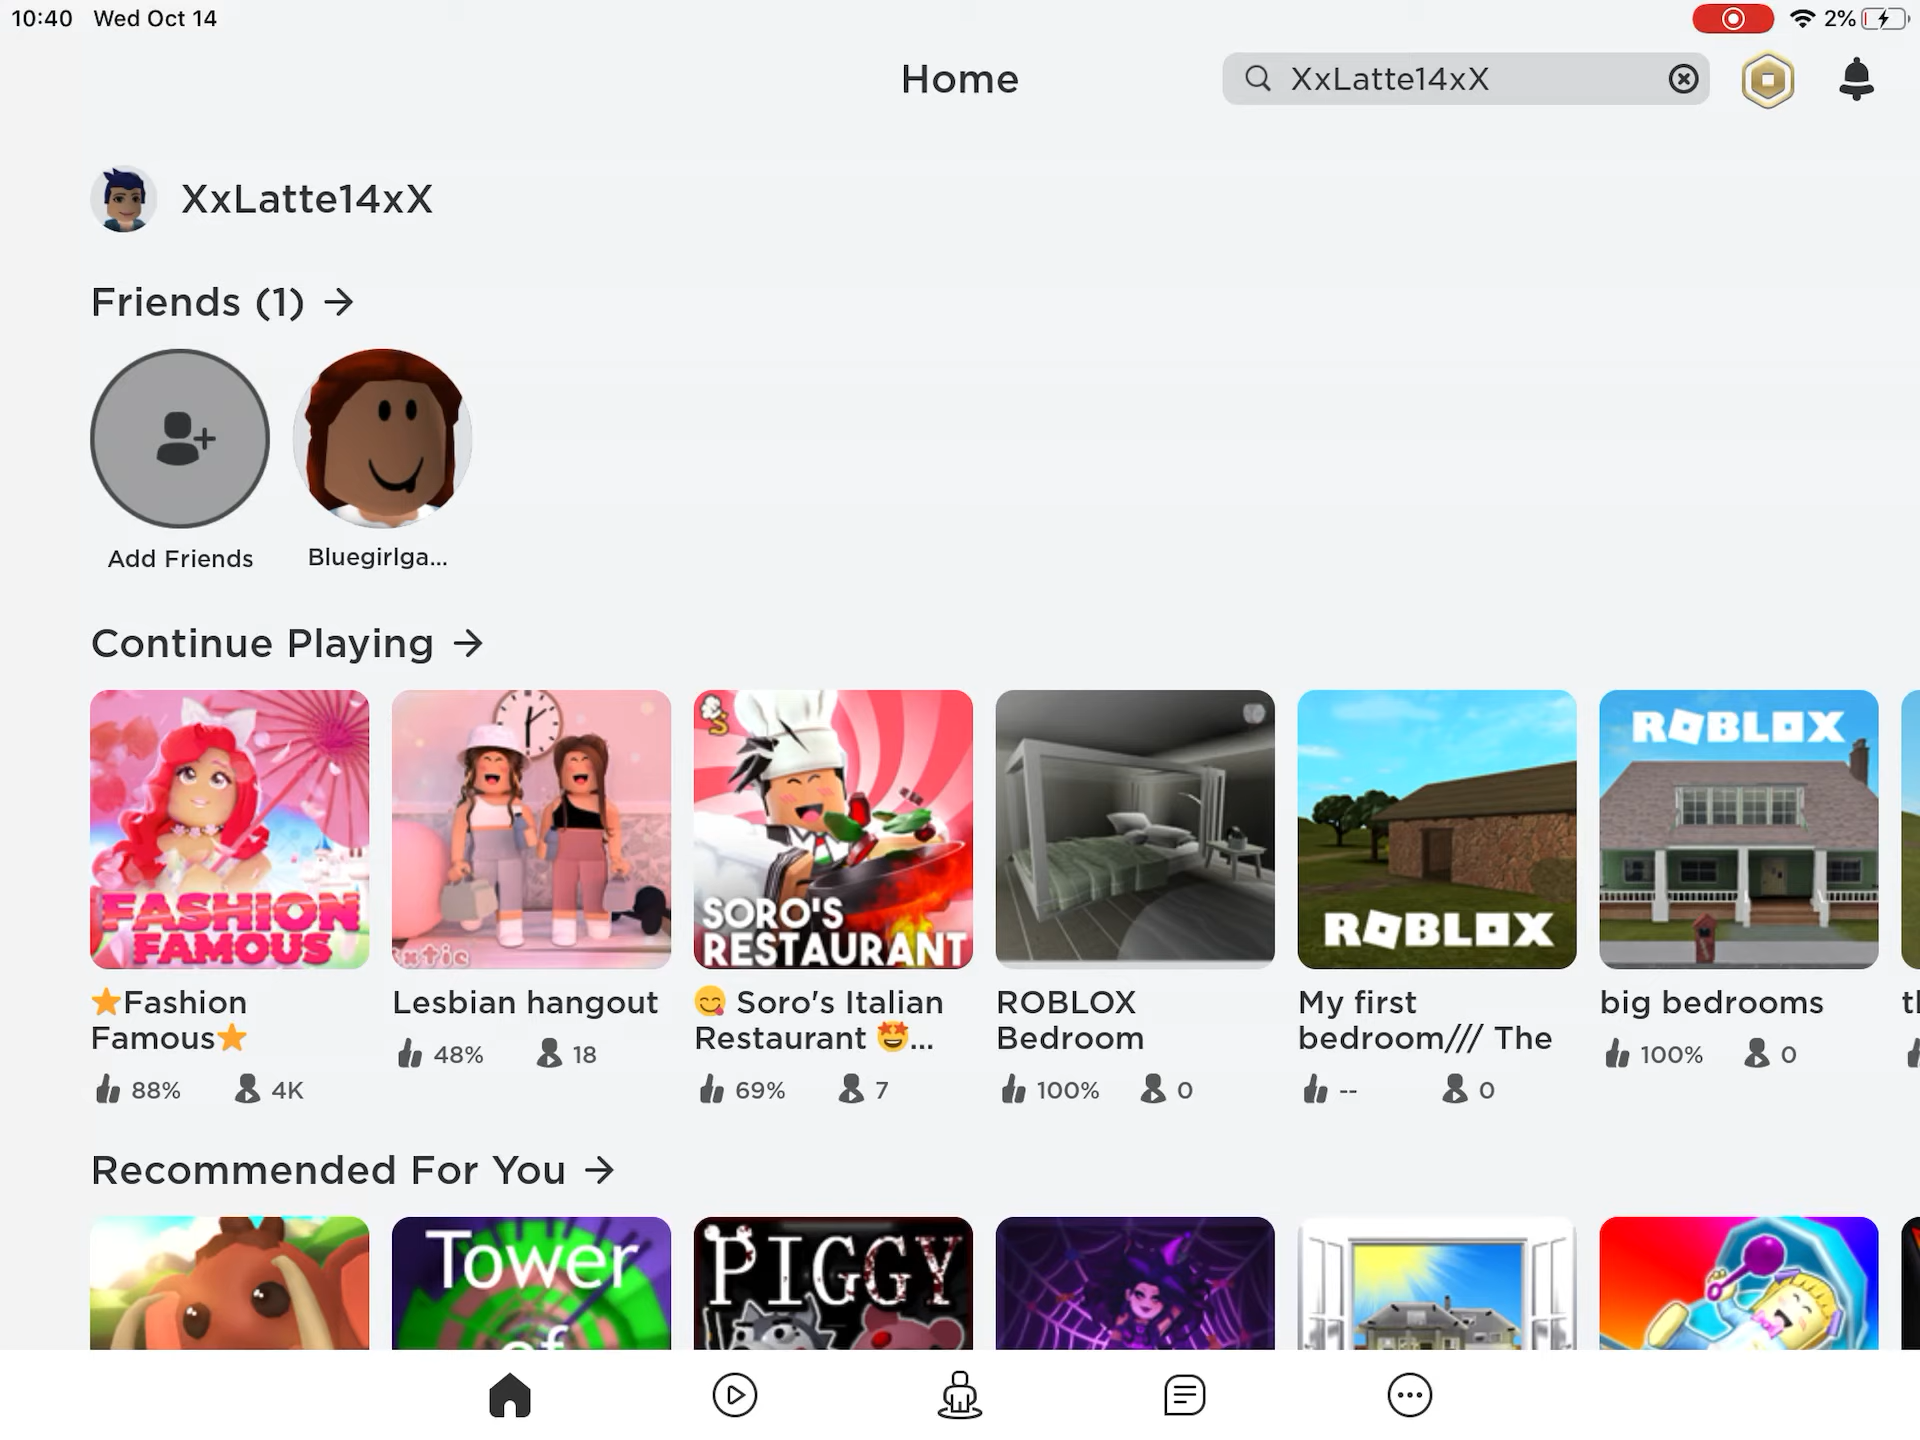 10:40 Wed Oct 14
2%
Home
XxLatte14xX
XxLatte14xX
Friends (1) →
Add Friends
Bluegirlga...
Continue Playing →
FASHION
FAMOUS
SORO'S
RESTAURANT
ROBLOX
ROBLOX
⭐Fashion
Famous⭐
88% 4K
Lesbian hangout
48% 18
😋 Soro's Italian
Restaurant 🤩...
69% 7
ROBLOX
Bedroom
100% 0
My first
bedroom/// The
-- 0
big bedrooms
100% 0
Recommended For You →
Tower
of
PIGGY